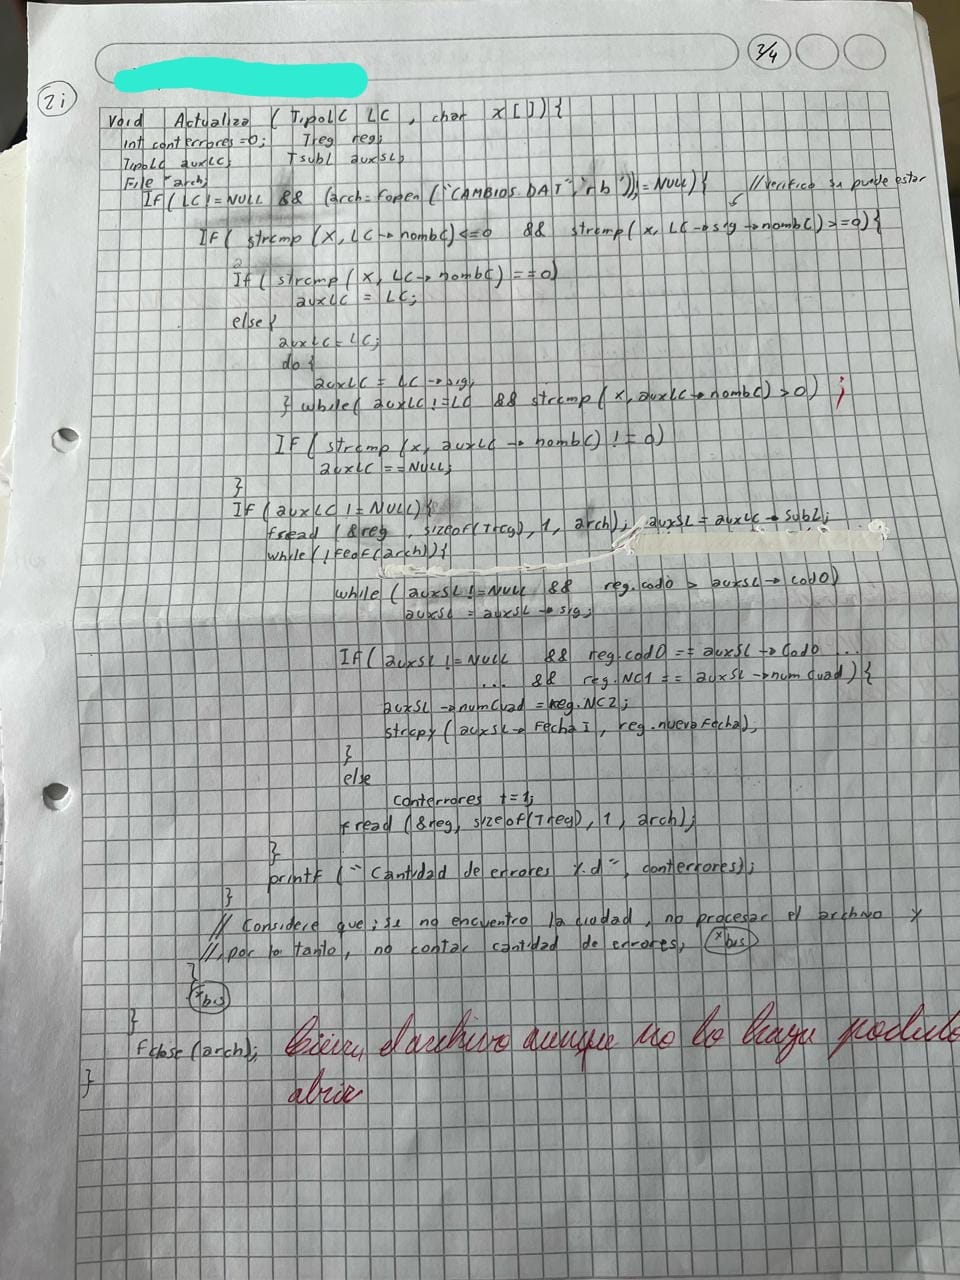 3/4
2i
void Actualiza (TipoLC LC, char x[]){
int conterrores=0; Treg reg;
TipoLC auxLC; Tsubl auxSL;
File *arch;
IF(LC!=NULL && (arch=fopen("CAMBIOS.DAT","rb"))!=NULL){ //verifico si puede estar
IF( strcmp (x, LC->nombC)<=0 && strcmp(x, LC->sig->nombC)>=0){
If( strcmp (x, LC->nombC)==0)
auxLC = LC;
else{
auxLC=LC;
do{
auxLC = LC->sig;
} while( auxLC!=LC && strcmp(x,auxLC->nombC)>0) ;
IF( strcmp (x, auxLC->nombC) !=0)
auxLC ==NULL;
}
If(auxLC!=NULL){
fread (&reg, sizeof(Treg), 1, arch); auxSL = auxLC->subL;
while(!feof(arch)){
while (auxSL!=NULL && reg.codO > auxSL->codO)
auxSL = auxSL->sig;
If(auxSL!=NULL && reg.codO == auxSL->CodO ...
... && reg.NC1 == auxSL->numCuad){
auxSL->numCuad =reg.NC2;
strcpy (auxSL->FechaI, reg.nuevaFecha);
}
else
conterrores +=1;
fread (&reg, sizeof(Treg), 1, arch);
}
printf ("Cantidad de errores %d", conterrores);
}
// Considere que ; se no encuentro la ciudad, no procesar el archivo y
// por lo tanto, no contar cantidad de errores, *bis
}
*bis
}
fclose (arch); Cierra el archivo aunque no lo haya podido
abrir
}